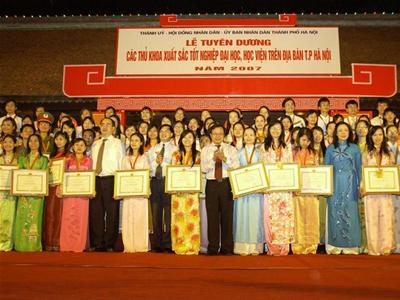 THÀNH UỶ - HỘI ĐỒNG NHÂN DÂN - ỦY BAN NHÂN DÂN THÀNH PHỐ HÀ NỘI
LỄ TUYÊN DƯƠNG
CÁC THỦ KHOA XUẤT SẮC TỐT NGHIỆP ĐẠI HỌC, HỌC VIỆN TRÊN ĐỊA BÀN T.P HÀ NỘI
NĂM 2007